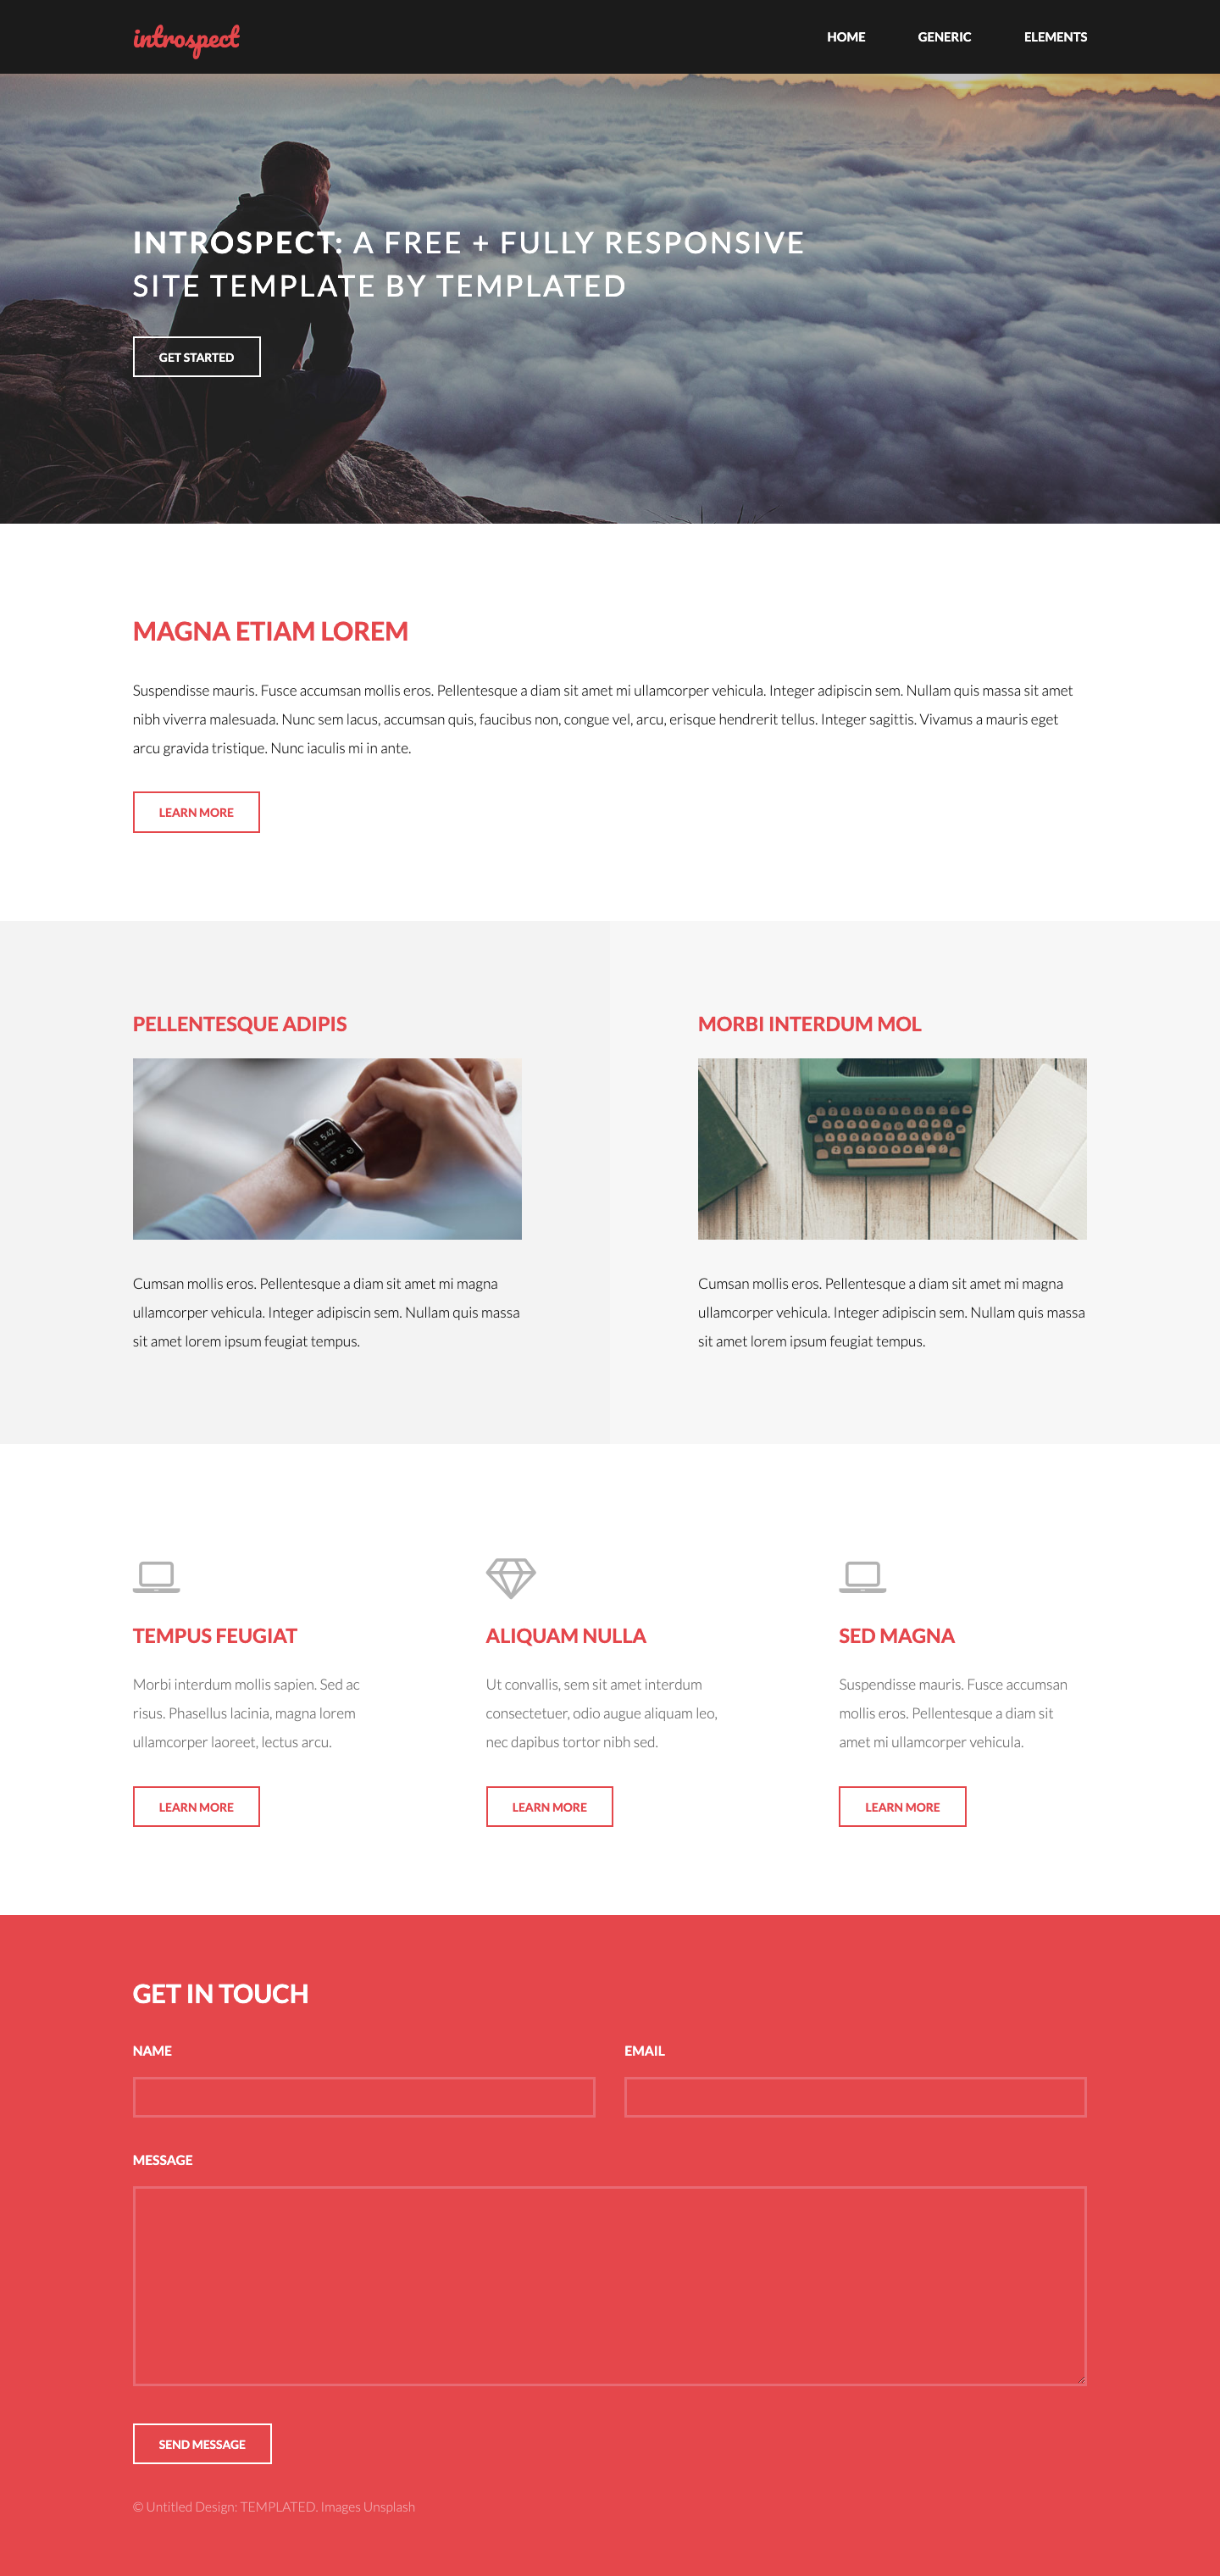 introspect
HOME GENERIC ELEMENTS
INTROSPECT: A FREE + FULLY RESPONSIVE
SITE TEMPLATE BY TEMPLATED
GET STARTED
MAGNA ETIAM LOREM
Suspendisse mauris. Fusce accumsan mollis eros. Pellentesque a diam sit amet mi ullamcorper vehicula. Integer adipiscin sem. Nullam quis massa sit amet
nibh viverra malesuada. Nunc sem lacus, accumsan quis, faucibus non, congue vel, arcu, erisque hendrerit tellus. Integer sagittis. Vivamus a mauris eget
arcu gravida tristique. Nunc iaculis mi in ante.
LEARN MORE
PELLENTESQUE ADIPIS
5:42
Cumsan mollis eros. Pellentesque a diam sit amet mi magna
ullamcorper vehicula. Integer adipiscin sem. Nullam quis massa
sit amet lorem ipsum feugiat tempus.
MORBI INTERDUM MOL
Cumsan mollis eros. Pellentesque a diam sit amet mi magna
ullamcorper vehicula. Integer adipiscin sem. Nullam quis massa
sit amet lorem ipsum feugiat tempus.
TEMPUS FEUGIAT
Morbi interdum mollis sapien. Sed ac
risus. Phasellus lacinia, magna lorem
ullamcorper laoreet, lectus arcu.
LEARN MORE
ALIQUAM NULLA
Ut convallis, sem sit amet interdum
consectetuer, odio augue aliquam leo,
nec dapibus tortor nibh sed.
LEARN MORE
SED MAGNA
Suspendisse mauris. Fusce accumsan
mollis eros. Pellentesque a diam sit
amet mi ullamcorper vehicula.
LEARN MORE
GET IN TOUCH
NAME
EMAIL
MESSAGE
SEND MESSAGE
© Untitled Design: TEMPLATED. Images Unsplash